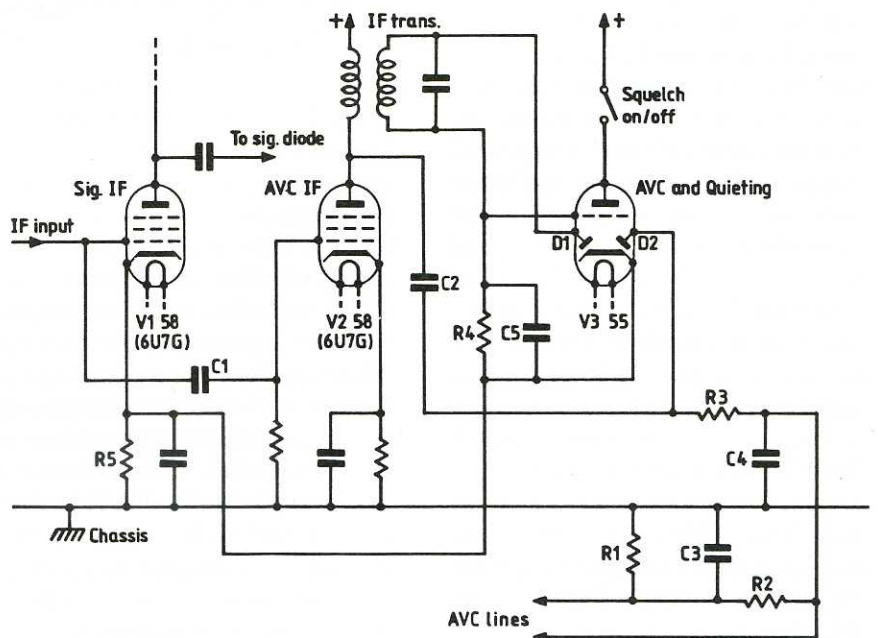 + IF trans.
+
Squelch
on/off
To sig. diode
Sig. IF
AVC IF
AVC and Quieting
IF input
D1
D2
C2
V1 58
(6U7G)
V2 58
(6U7G)
R4
C5
V3 55
C1
R3
R5
C4
Chassis
R1
C3
R2
AVC lines